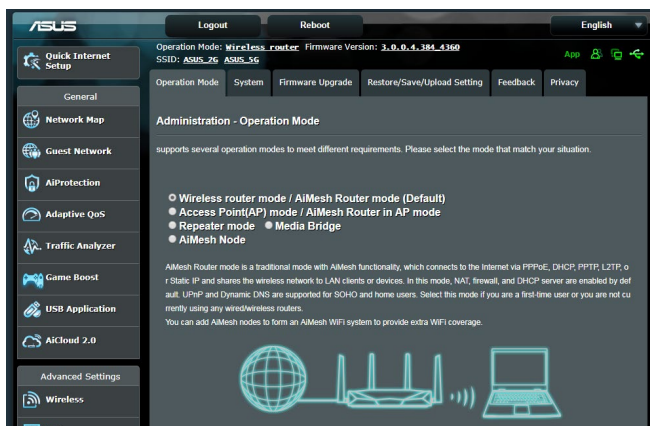 ASUS
Logout
Reboot
English
Quick Internet
Setup
Operation Mode: Wireless router Firmware Version: 3.0.0.4.384_4360
SSID: ASUS_2G ASUS_5G
App
General
Network Map
Guest Network
AiProtection
Adaptive QoS
Traffic Analyzer
Game Boost
USB Application
AiCloud 2.0
Advanced Settings
Wireless
Operation Mode
System
Firmware Upgrade
Restore/Save/Upload Setting
Feedback
Privacy
Administration - Operation Mode
supports several operation modes to meet different requirements. Please select the mode that match your situation.
Wireless router mode / AiMesh Router mode (Default)
Access Point(AP) mode / AiMesh Router in AP mode
Repeater mode Media Bridge
AiMesh Node
AiMesh Router mode is a traditional mode with AiMesh functionality, which connects to the Internet via PPPoE, DHCP, PPTP, L2TP, o
r Static IP and shares the wireless network to LAN clients or devices. In this mode, NAT, firewall, and DHCP server are enabled by def
ault. UPnP and Dynamic DNS are supported for SOHO and home users. Select this mode if you are a first-time user or you are not cu
rrently using any wired/wireless routers.
You can add AiMesh nodes to form an AiMesh WiFi system to provide extra WiFi coverage.